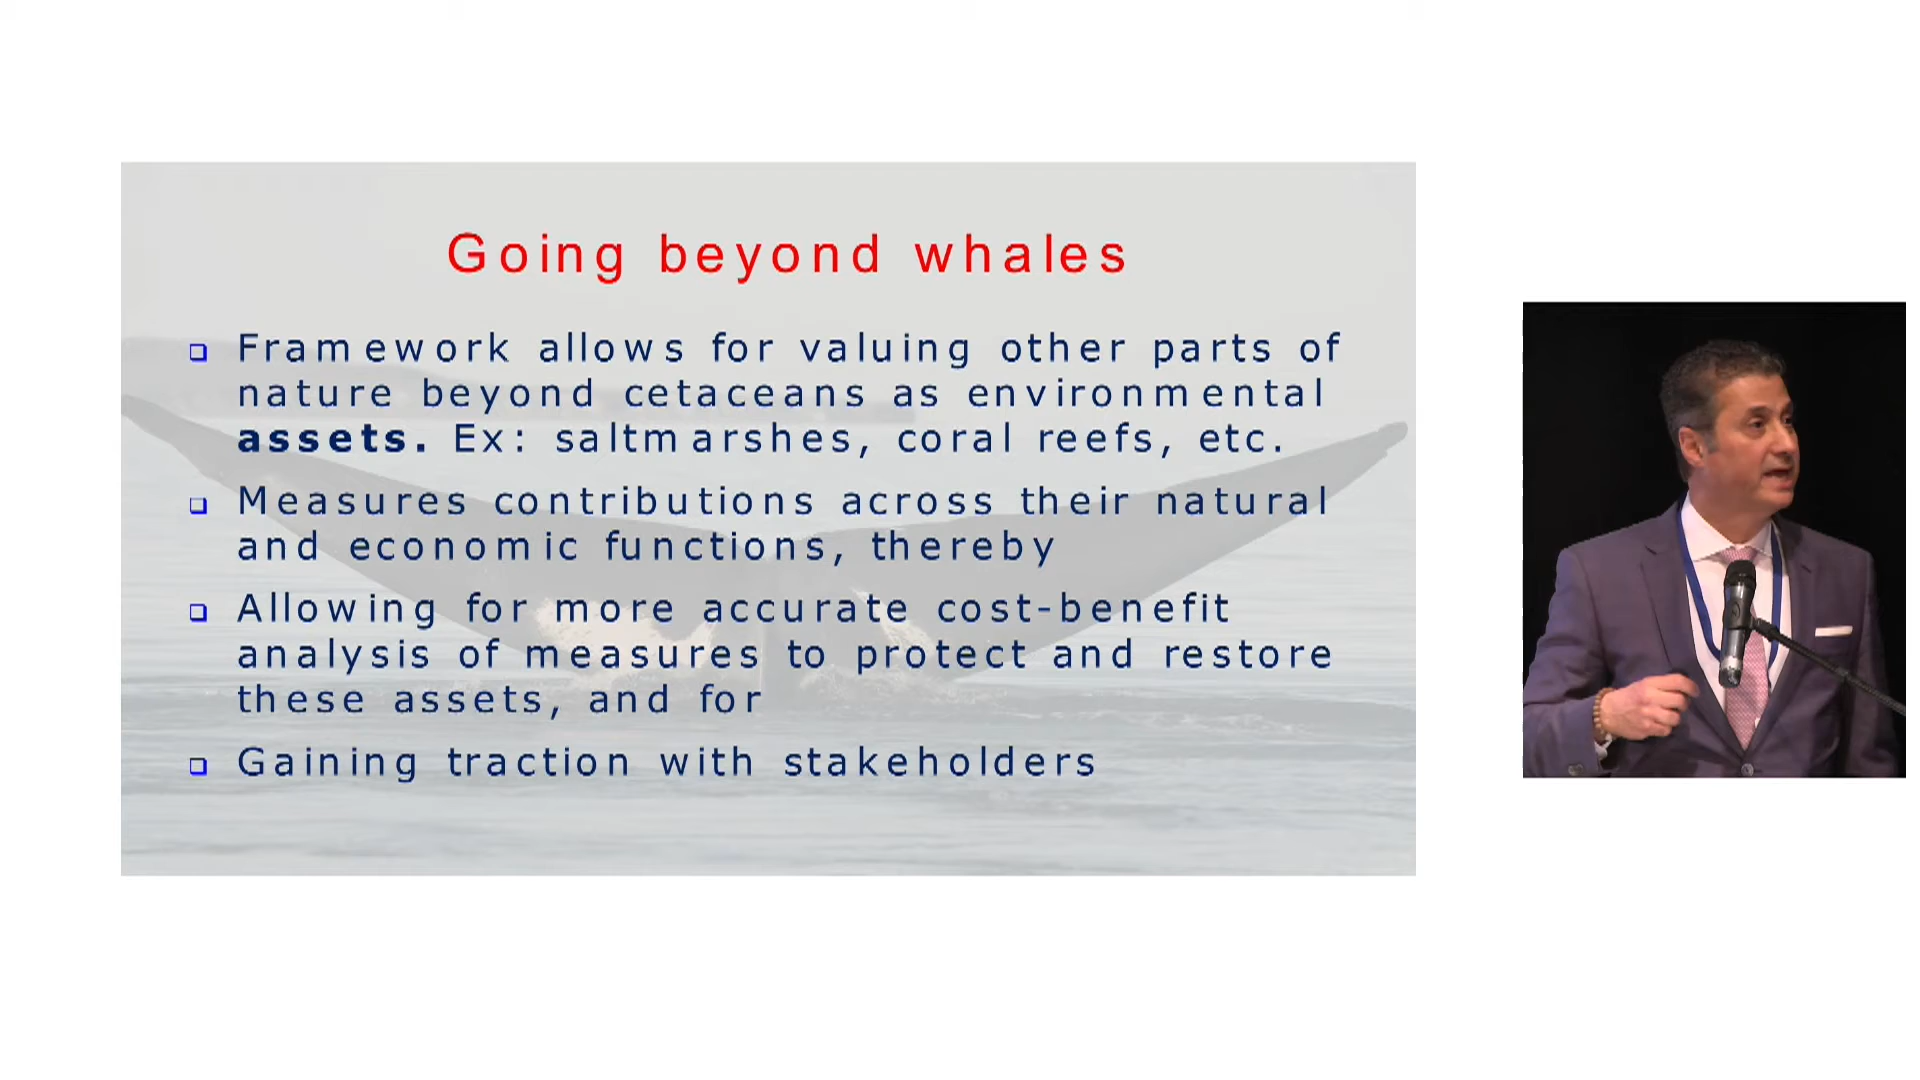 Going beyond whales
Framework allows for valuing other parts of
nature beyond cetaceans as environmental
assets. Ex: saltmarshes, coral reefs, etc.
Measures contributions across their natural
and economic functions, thereby
Allowing for more accurate cost-benefit
analysis of measures to protect and restore
these assets, and for
Gaining traction with stakeholders